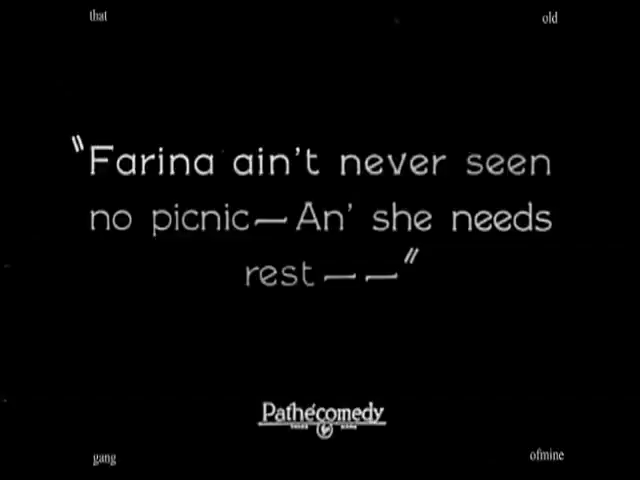 that old
"Farina ain't never seen
no picnic — An' she needs
rest — — "
Pathécomedy
gang ofmine